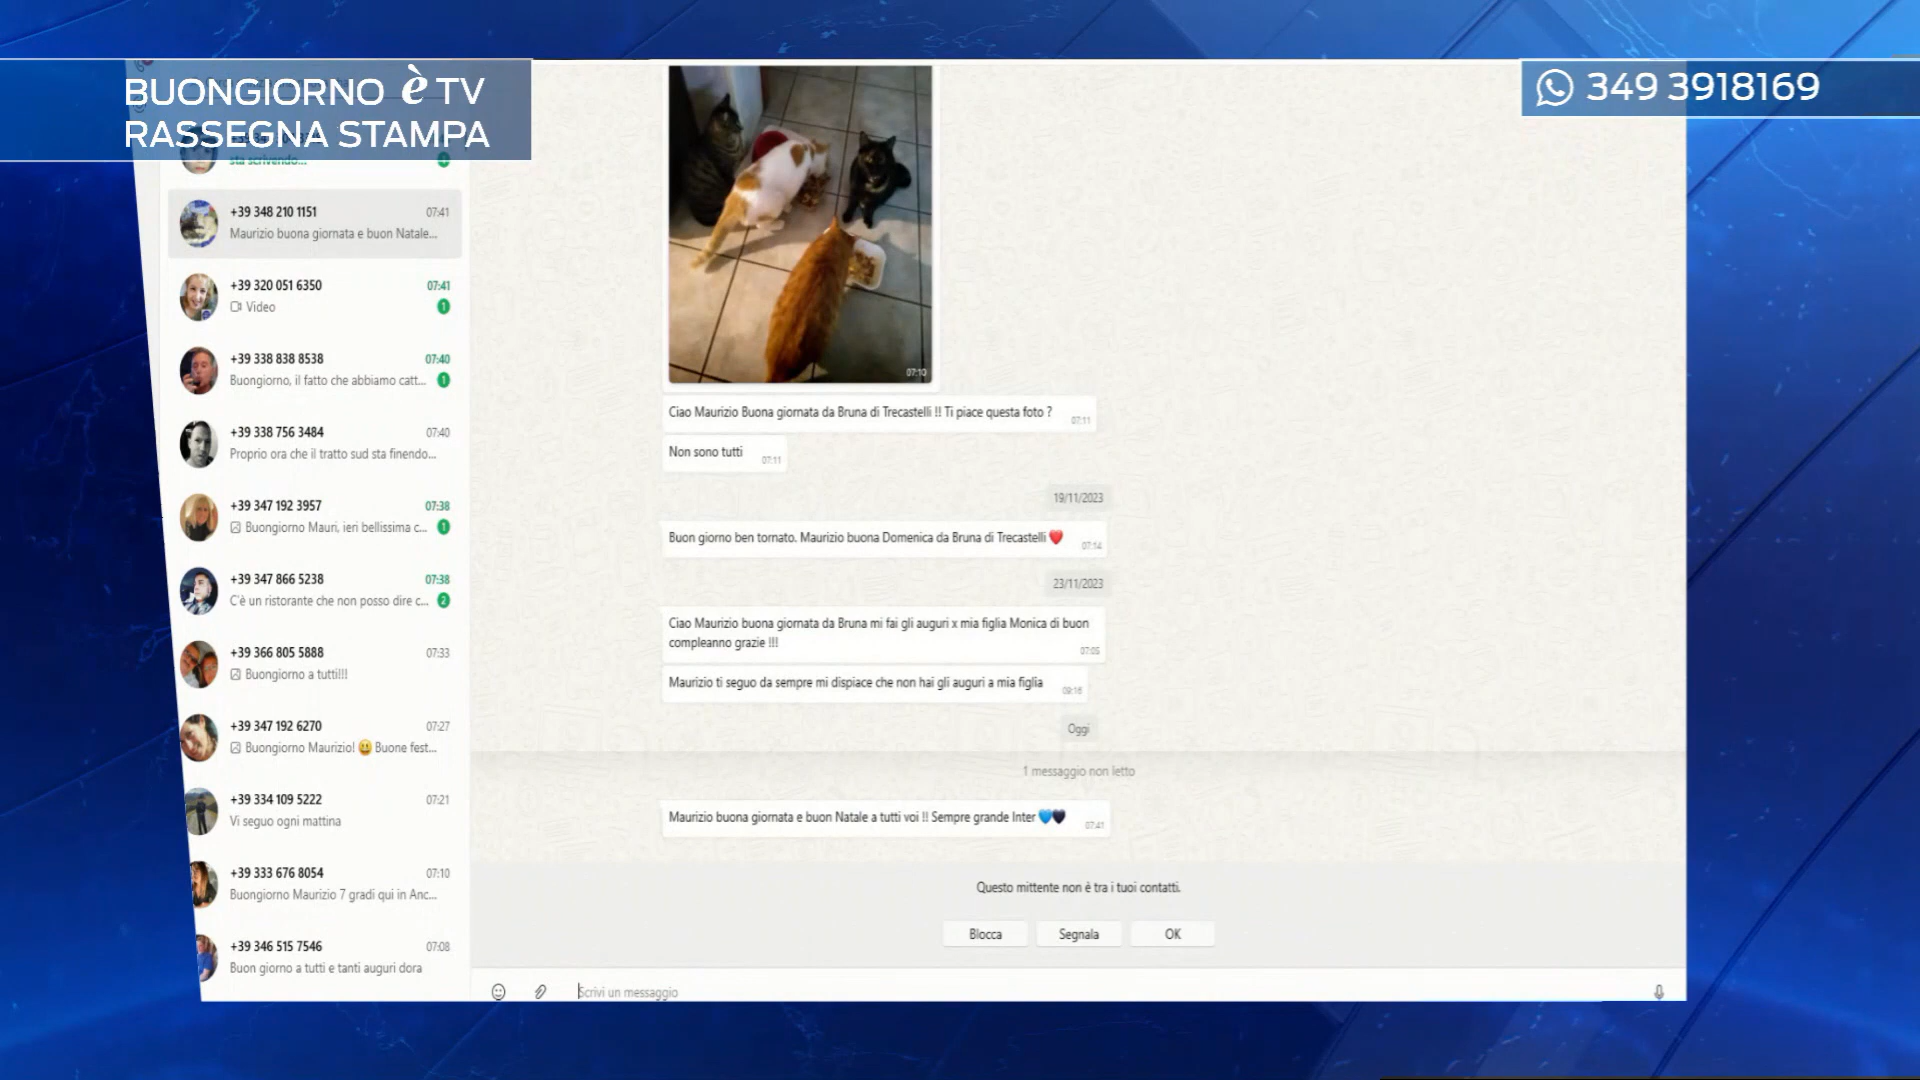 BUONGIORNO è TV
RASSEGNA STAMPA
349 3918169
sta scrivendo...
1
+39 348 210 1151
07:41
Maurizio buona giornata e buon Natale...
+39 320 051 6350
07:41
Video
1
+39 338 838 8538
07:40
Buongiorno, il fatto che abbiamo catt...
1
+39 338 756 3484
07:40
Proprio ora che il tratto sud sta finendo...
+39 347 192 3957
07:38
Buongiorno Mauri, ieri bellissima c...
1
+39 347 866 5238
07:38
C'è un ristorante che non posso dire c...
2
+39 366 805 5888
07:33
Buongiorno a tutti!!!
+39 347 192 6270
07:27
Buongiorno Maurizio! 😃 Buone fest...
+39 334 109 5222
07:21
Vi seguo ogni mattina
+39 333 676 8054
07:10
Buongiorno Maurizio 7 gradi qui in Anc...
+39 346 515 7546
07:08
Buon giorno a tutti e tanti auguri dora
07:10
Ciao Maurizio Buona giornata da Bruna di Trecastelli !! Ti piace questa foto ?
07:11
Non sono tutti
07:11
19/11/2023
Buon giorno ben tornato. Maurizio buona Domenica da Bruna di Trecastelli ❤️
07:14
23/11/2023
Ciao Maurizio buona giornata da Bruna mi fai gli auguri x mia figlia Monica di buon
compleanno grazie !!!
07:05
Maurizio ti seguo da sempre mi dispiace che non hai gli auguri a mia figlia
09:16
Oggi
1 messaggio non letto
Maurizio buona giornata e buon Natale a tutti voi !! Sempre grande Inter 💙🖤
07:41
Questo mittente non è tra i tuoi contatti.
Blocca
Segnala
OK
Scrivi un messaggio